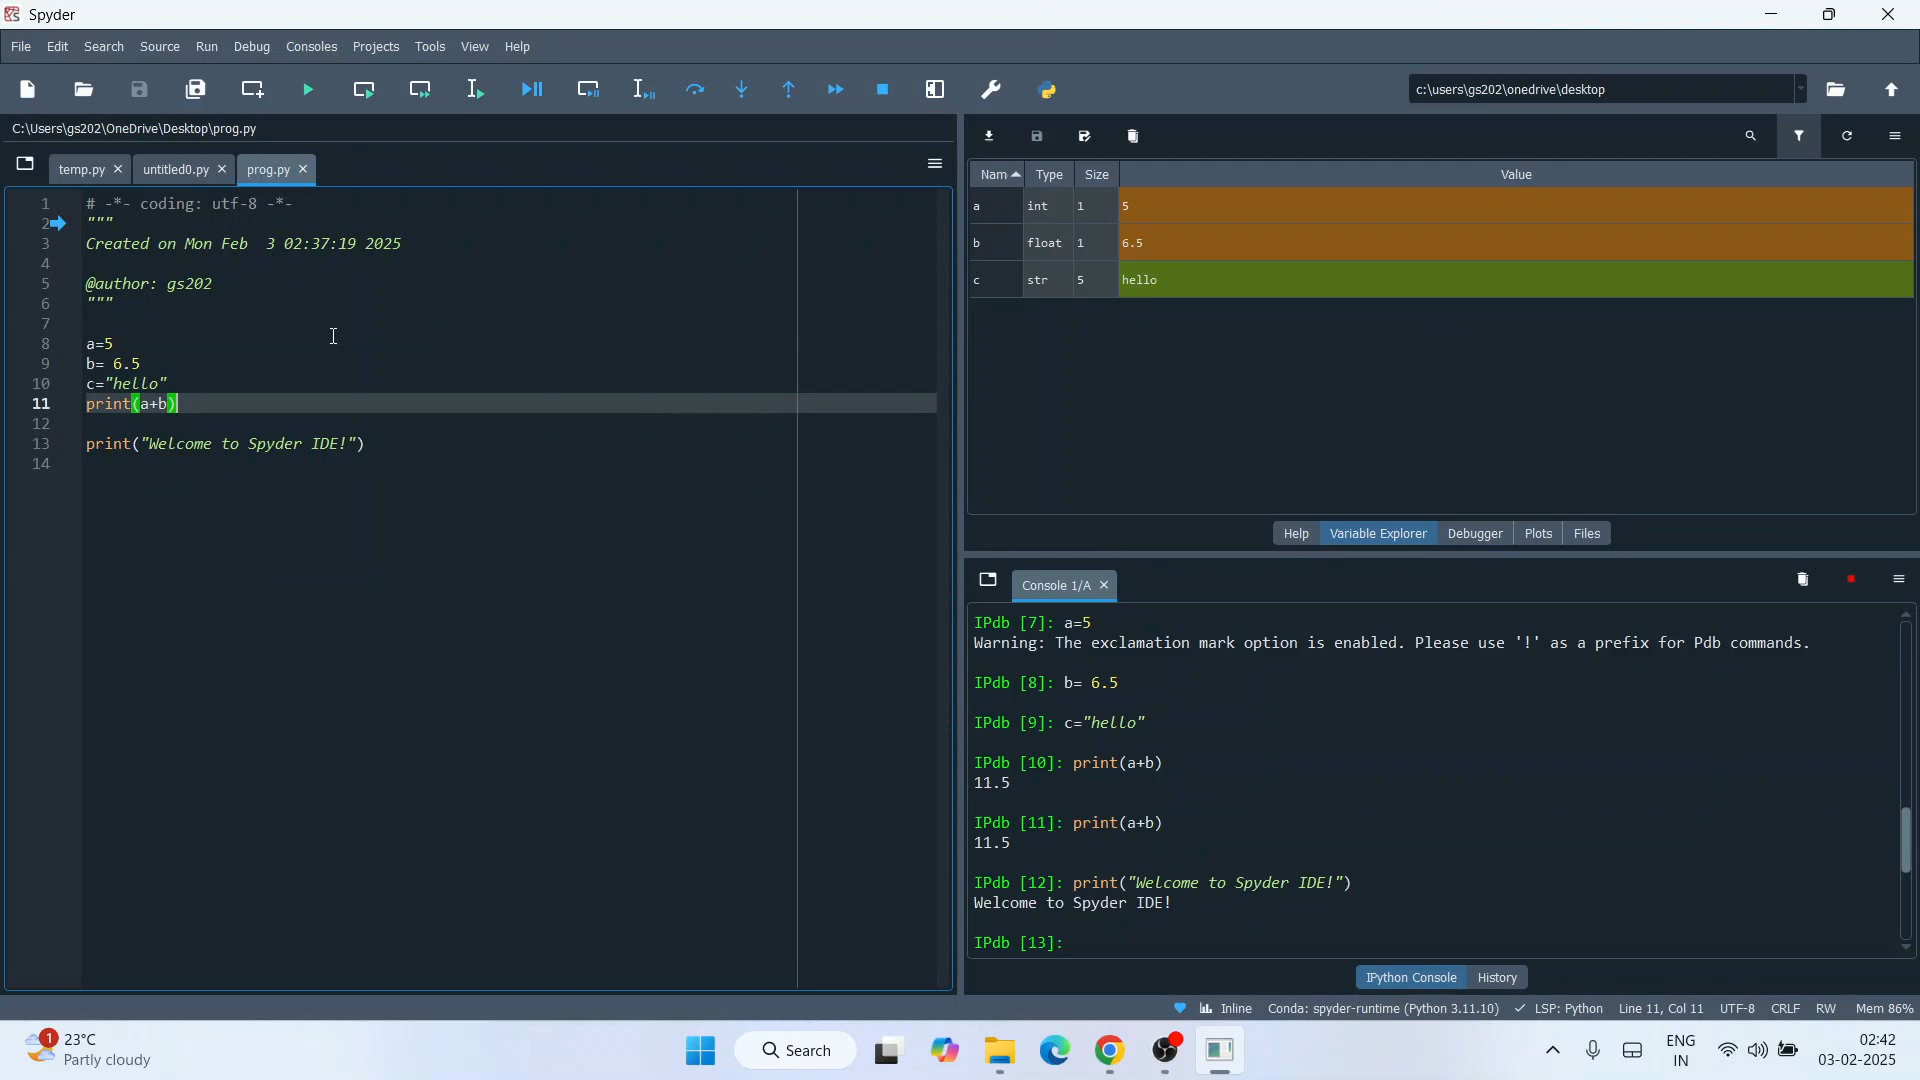 Spyder
File Edit Search Source Run Debug Consoles Projects Tools View Help
c:\users\gs202\onedrive\desktop
C:\Users\gs202\OneDrive\Desktop\prog.py
temp.py untitled0.py prog.py
1 # -*- coding: utf-8 -*-
2 """
3 Created on Mon Feb  3 02:37:19 2025
4
5 @author: gs202
6 """
7
8 a=5
9 b= 6.5
10 c="hello"
11 print(a+b)
12
13 print("Welcome to Spyder IDE!")
14
Nam Type Size Value
a int 1 5
b float 1 6.5
c str 5 hello
Help Variable Explorer Debugger Plots Files
Console 1/A
IPdb [7]: a=5
Warning: The exclamation mark option is enabled. Please use '!' as a prefix for Pdb commands.
IPdb [8]: b= 6.5
IPdb [9]: c="hello"
IPdb [10]: print(a+b)
11.5
IPdb [11]: print(a+b)
11.5
IPdb [12]: print("Welcome to Spyder IDE!")
Welcome to Spyder IDE!
IPdb [13]:
IPython Console History
Inline Conda: spyder-runtime (Python 3.11.10) LSP: Python Line 11, Col 11 UTF-8 CRLF RW Mem 86%
1 23°C
Partly cloudy
Search
ENG
IN
02:42
03-02-2025